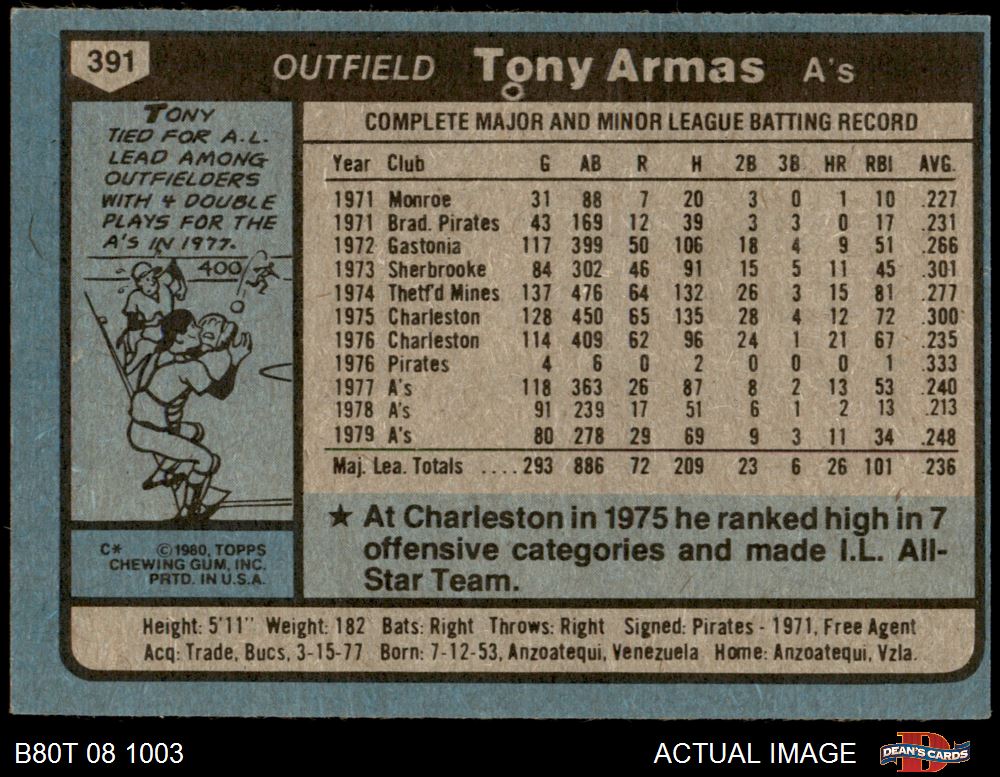 391 OUTFIELD Tony Armas A's
TONY
TIED FOR A.L.
LEAD AMONG
OUTFIELDERS
WITH 4 DOUBLE
PLAYS FOR THE
A'S IN 1977.
400
C* ©1980, TOPPS
CHEWING GUM, INC.
PRTD. IN U.S.A.
COMPLETE MAJOR AND MINOR LEAGUE BATTING RECORD
Year Club G AB R H 2B 3B HR RBI AVG.
1971 Monroe 31 88 7 20 3 0 1 10 .227
1971 Brad. Pirates 43 169 12 39 3 3 0 17 .231
1972 Gastonia 117 399 50 106 18 4 9 51 .266
1973 Sherbrooke 84 302 46 91 15 5 11 45 .301
1974 Thetf'd Mines 137 476 64 132 26 3 15 81 .277
1975 Charleston 128 450 65 135 28 4 12 72 .300
1976 Charleston 114 409 62 96 24 1 21 67 .235
1976 Pirates 4 6 0 2 0 0 0 1 .333
1977 A's 118 363 26 87 8 2 13 53 .240
1978 A's 91 239 17 51 6 1 2 13 .213
1979 A's 80 278 29 69 9 3 11 34 .248
Maj. Lea. Totals ....293 886 72 209 23 6 26 101 .236
★ At Charleston in 1975 he ranked high in 7
offensive categories and made I.L. All-
Star Team.
Height: 5'11" Weight: 182 Bats: Right Throws: Right Signed: Pirates - 1971, Free Agent
Acq: Trade, Bucs, 3-15-77 Born: 7-12-53, Anzoatequi, Venezuela Home: Anzoatequi, Vzla.
B80T 08 1003 ACTUAL IMAGE DEAN'S CARDS